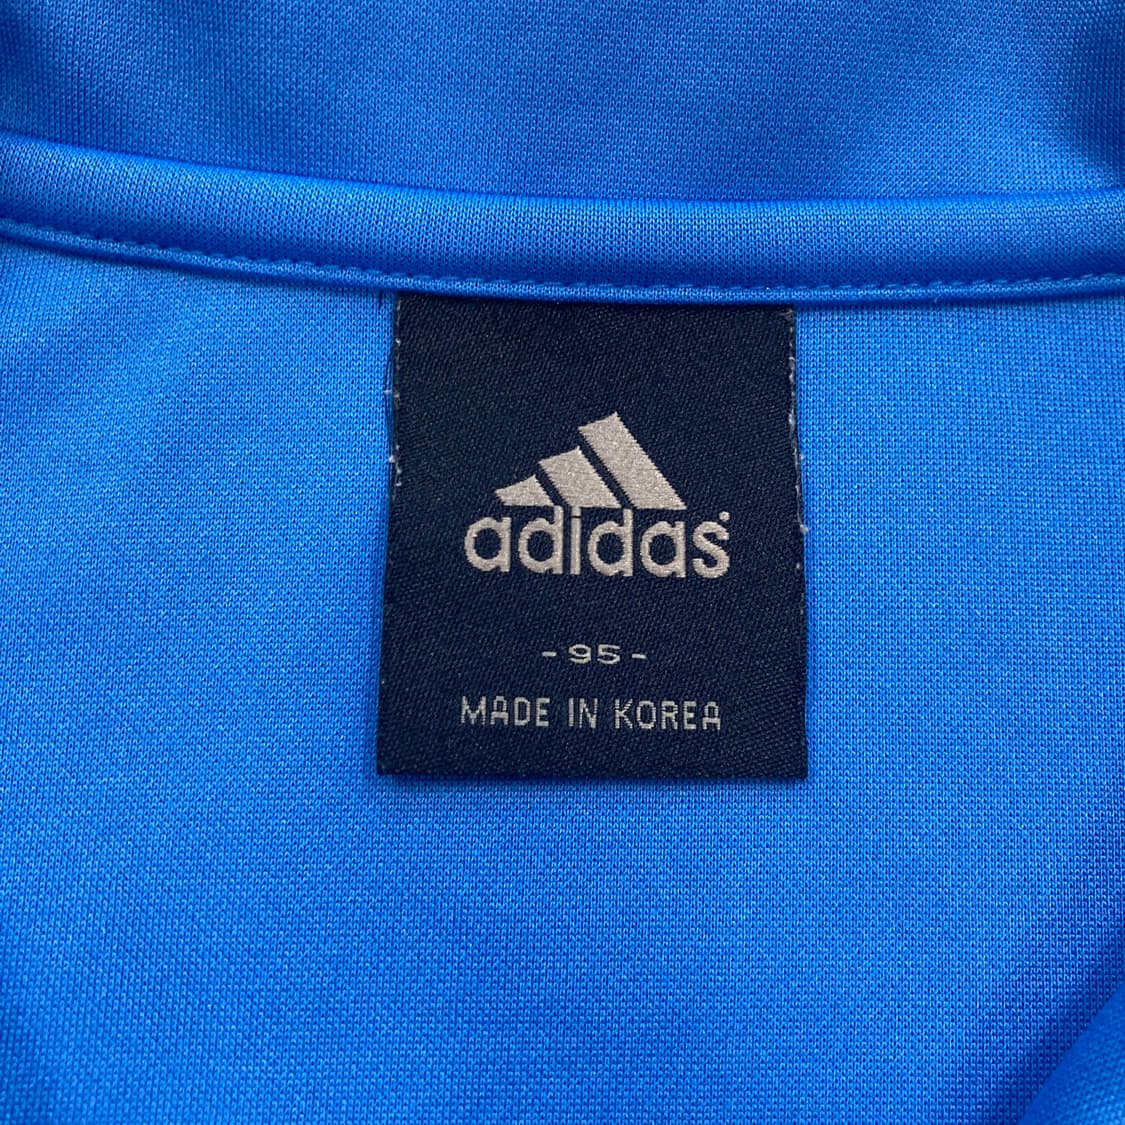 adidas
- 95 -
MADE IN KOREA